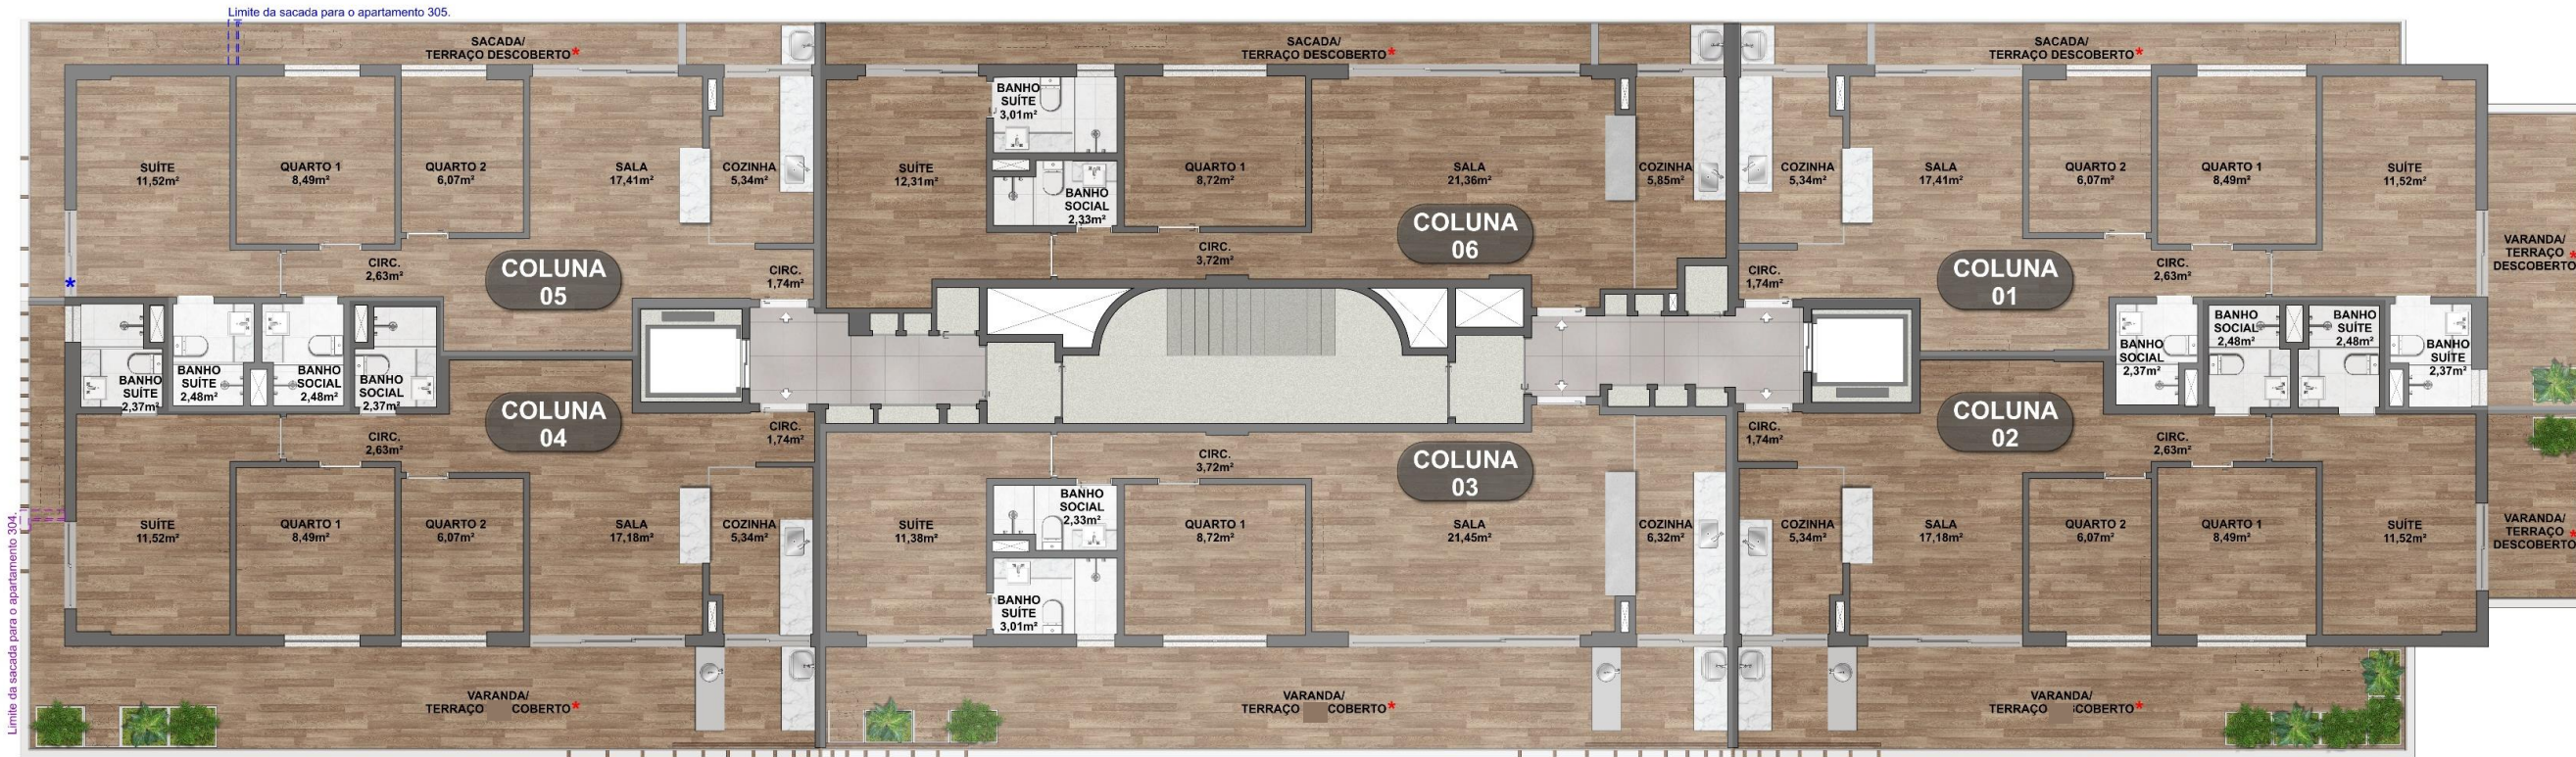 Limite da sacada para o apartamento 305.
SACADA/
TERRAÇO DESCOBERTO*
SUÍTE
11,52m²
QUARTO 1
8,49m²
QUARTO 2
6,07m²
SALA
17,41m²
COZINHA
5,34m²
CIRC.
2,63m²
COLUNA
05
CIRC.
1,74m²
*
BANHO
SUÍTE
2,37m²
BANHO
SUÍTE
2,48m²
BANHO
SOCIAL
2,48m²
BANHO
SOCIAL
2,37m²
COLUNA
04
CIRC.
2,63m²
CIRC.
1,74m²
SUÍTE
11,52m²
QUARTO 1
8,49m²
QUARTO 2
6,07m²
SALA
17,18m²
COZINHA
5,34m²
Limite da sacada para o apartamento 304.
VARANDA/
TERRAÇO COBERTO*
SACADA/
TERRAÇO DESCOBERTO*
SUÍTE
12,31m²
BANHO
SUÍTE
3,01m²
BANHO
SOCIAL
2,33m²
QUARTO 1
8,72m²
SALA
21,36m²
COZINHA
5,85m²
COLUNA
06
CIRC.
3,72m²
CIRC.
3,72m²
COLUNA
03
SUÍTE
11,38m²
BANHO
SOCIAL
2,33m²
BANHO
SUÍTE
3,01m²
QUARTO 1
8,72m²
SALA
21,45m²
COZINHA
6,32m²
VARANDA/
TERRAÇO COBERTO*
SACADA/
TERRAÇO DESCOBERTO*
COZINHA
5,34m²
SALA
17,41m²
QUARTO 2
6,07m²
QUARTO 1
8,49m²
SUÍTE
11,52m²
VARANDA/
TERRAÇO
DESCOBERTO*
CIRC.
1,74m²
COLUNA
01
CIRC.
2,63m²
BANHO
SOCIAL
2,37m²
BANHO
SOCIAL
2,48m²
BANHO
SUÍTE
2,48m²
BANHO
SUÍTE
2,37m²
CIRC.
1,74m²
COLUNA
02
CIRC.
2,63m²
COZINHA
5,34m²
SALA
17,18m²
QUARTO 2
6,07m²
QUARTO 1
8,49m²
SUÍTE
11,52m²
VARANDA/
TERRAÇO
DESCOBERTO*
VARANDA/
TERRAÇO COBERTO*